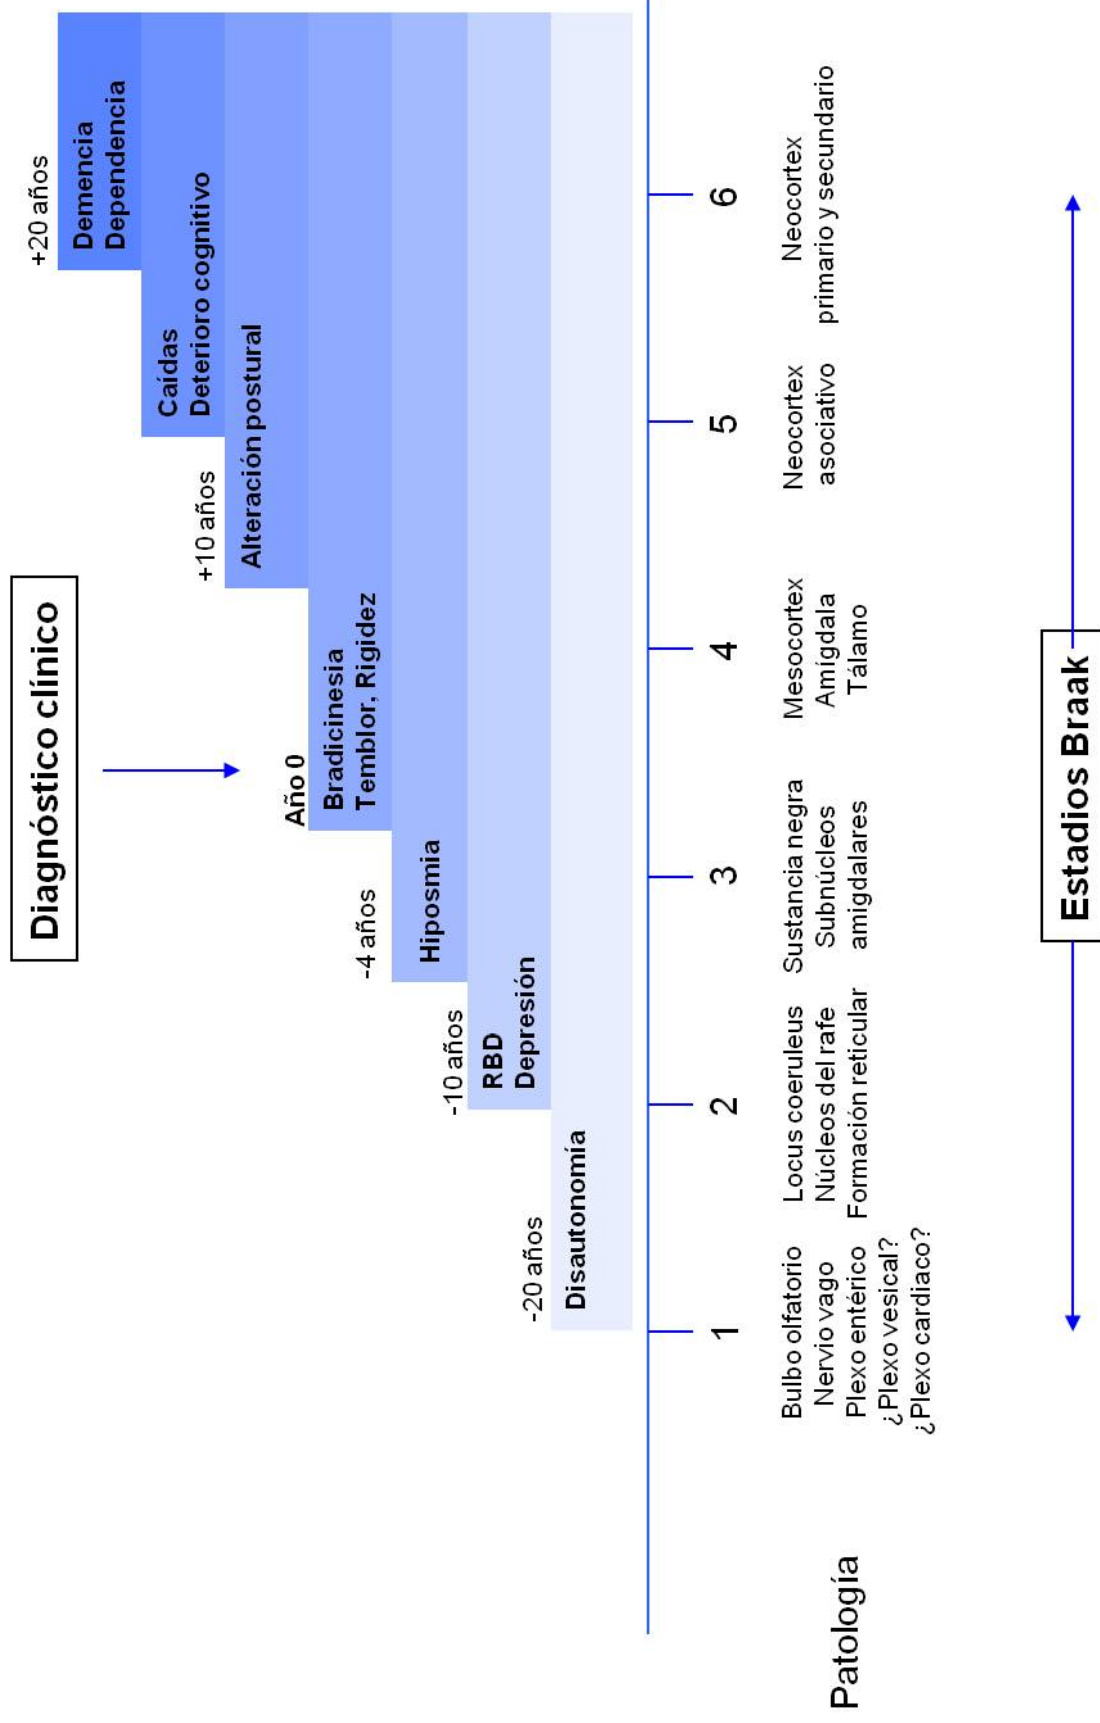 Diagnóstico clínico
+20 años
Demencia
Dependencia
Caídas
Deterioro cognitivo
+10 años
Alteración postural
Año 0
Bradicinesia
Temblor, Rigidez
-4 años
Hiposmia
-10 años
RBD
Depresión
-20 años
Disautonomía
1
2
3
4
5
6
Patología
Bulbo olfatorio
Nervio vago
Plexo entérico
¿Plexo vesical?
¿Plexo cardiaco?
Locus coeruleus
Núcleos del rafe
Formación reticular
Sustancia negra
Subnúcleos
amigdalares
Mesocortex
Amígdala
Tálamo
Neocortex
asociativo
Neocortex
primario y secundario
Estadios Braak